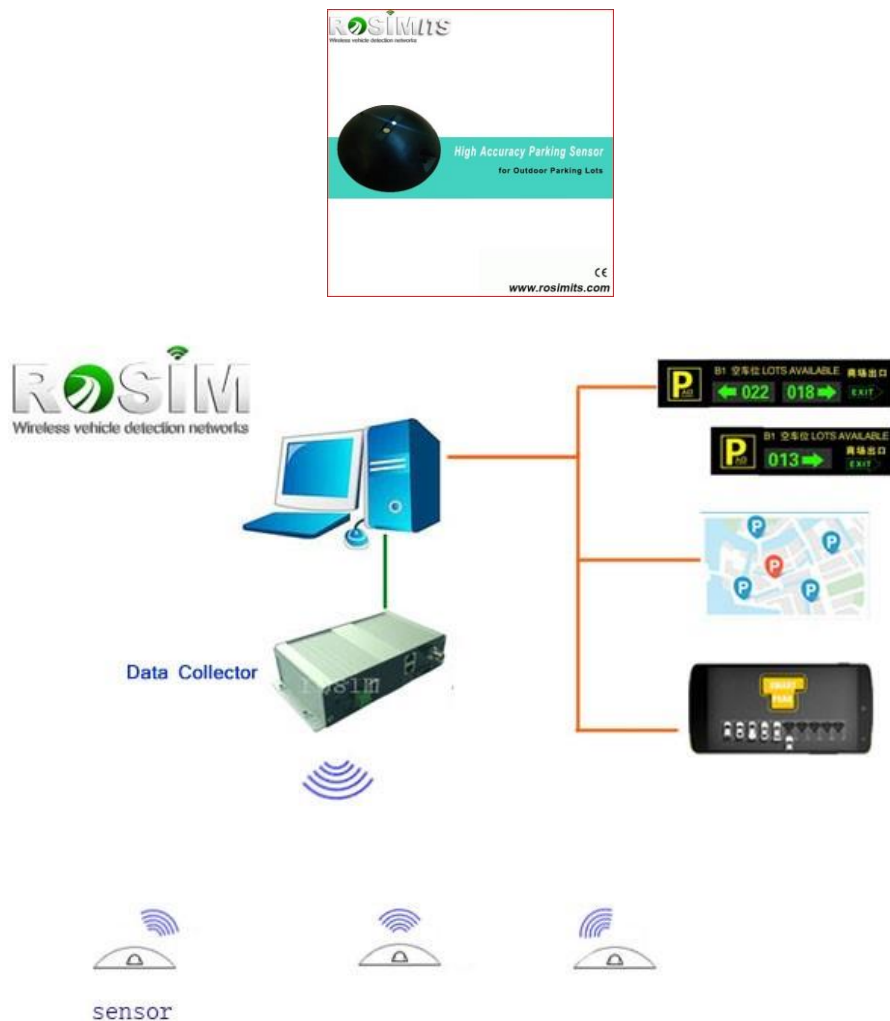 ROSIMITS
Wireless vehicle detection networks
High Accuracy Parking Sensor
for Outdoor Parking Lots
CE
www.rosimits.com
ROSIM
Wireless vehicle detection networks
P
B1 空车位 LOTS AVAILABLE 商场出口
022 018 EXIT
P
B1 空车位 LOTS AVAILABLE 商场出口
013 EXIT
P
P
P
P
P
Data Collector
rosim
SMART
PARK
sensor